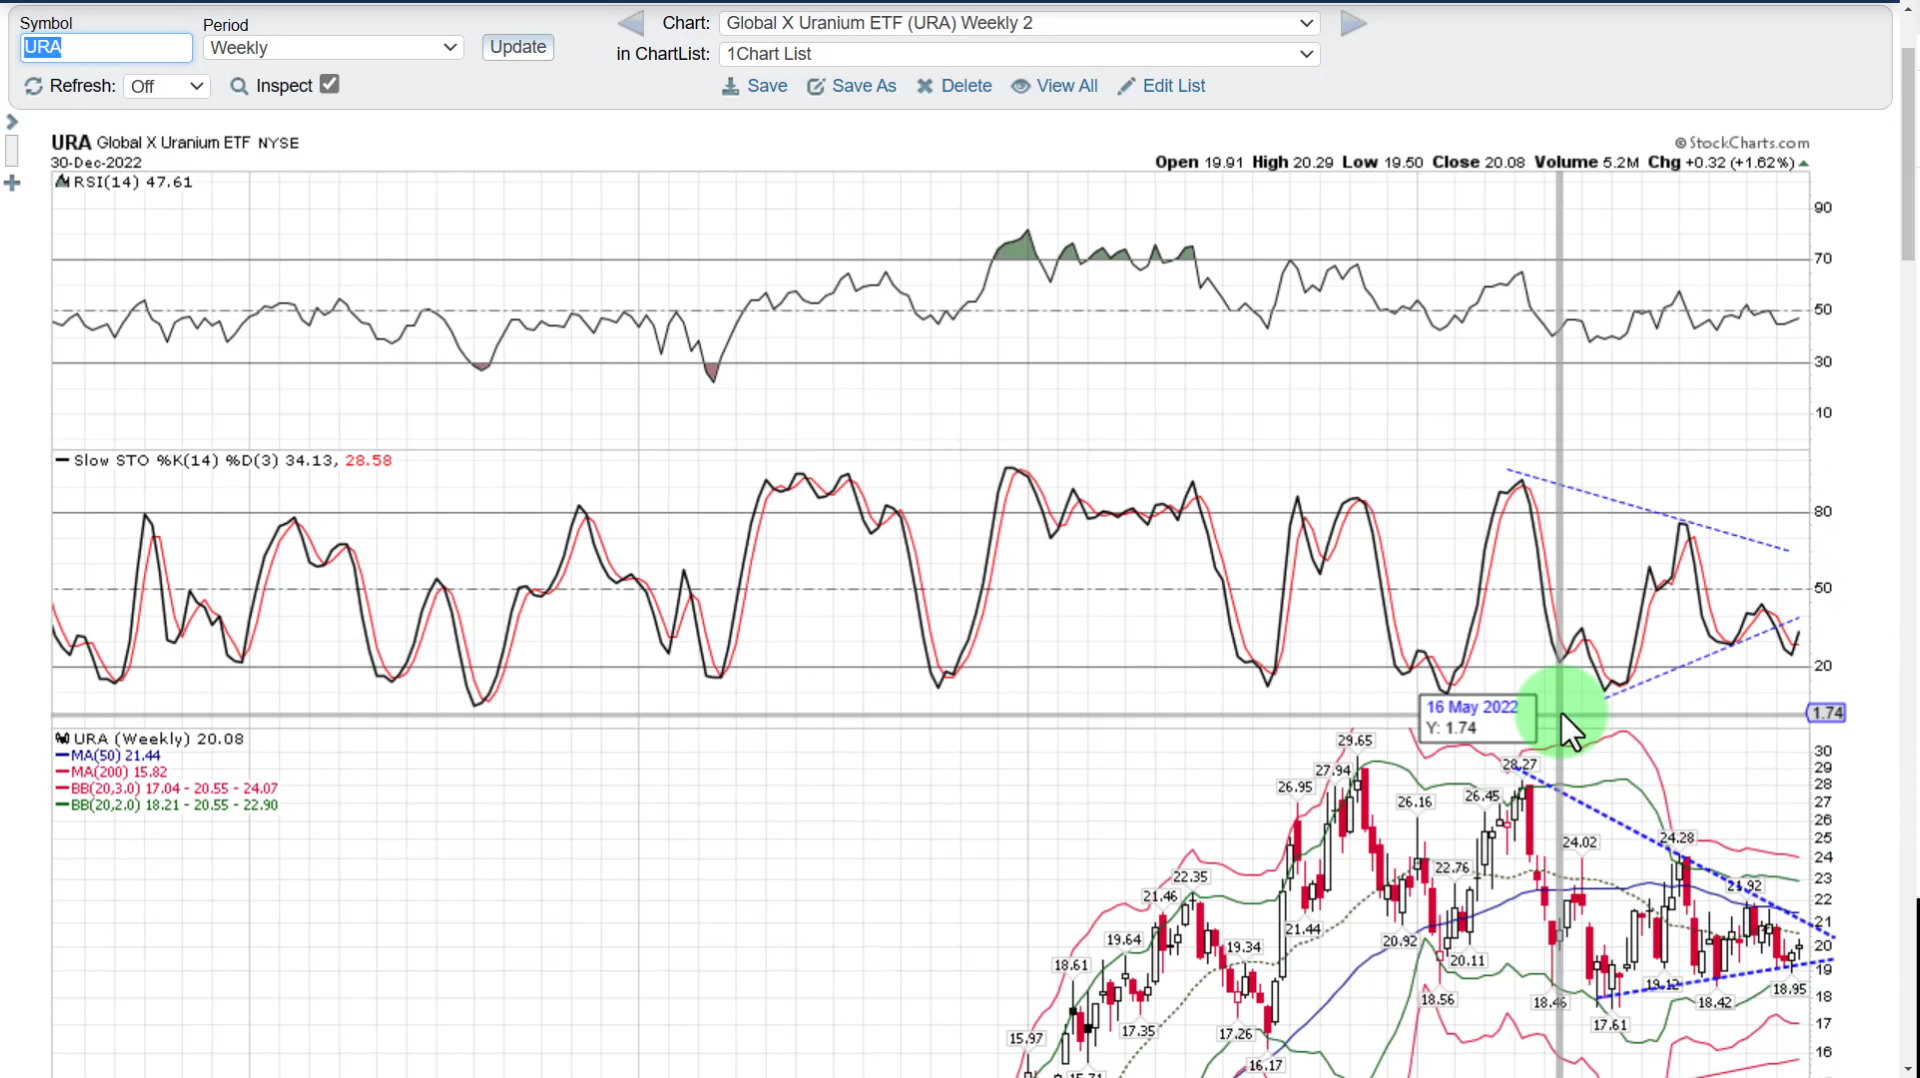 Symbol
Period
Chart: Global X Uranium ETF (URA) Weekly 2
URA
Weekly
Update
in ChartList: 1Chart List
Refresh: Off
Inspect
Save
Save As
Delete
View All
Edit List
URA Global X Uranium ETF NYSE
© StockCharts.com
30-Dec-2022
Open 19.91 High 20.29 Low 19.50 Close 20.08 Volume 5.2M Chg +0.32 (+1.62%)
RSI(14) 47.61
90
70
50
30
10
Slow STO %K(14) %D(3) 34.13, 28.58
80
50
20
16 May 2022
Y: 1.74
1.74
URA (Weekly) 20.08
MA(50) 21.44
MA(200) 15.82
BB(20,3.0) 17.04 - 20.55 - 24.07
BB(20,2.0) 18.21 - 20.55 - 22.90
29.65
28.27
27.94
26.95
26.45
26.16
24.28
24.02
21.92
22.76
22.35
21.46
21.44
20.92
20.11
19.64
19.34
19.12
18.95
18.61
18.56
18.46
18.42
17.61
17.35
17.26
16.17
15.97
15.71
30
29
28
27
26
25
24
23
22
21
20
19
18
17
16